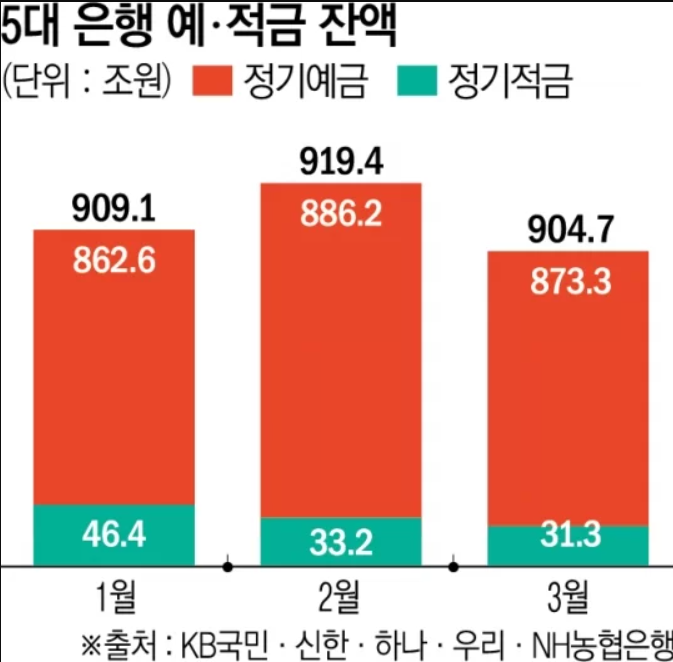 5대 은행 예·적금 잔액
(단위 : 조원) 정기예금 정기적금
909.1 919.4 904.7
862.6 886.2 873.3
46.4 33.2 31.3
1월 2월 3월
※출처 : KB국민 · 신한 · 하나 · 우리 · NH농협은행